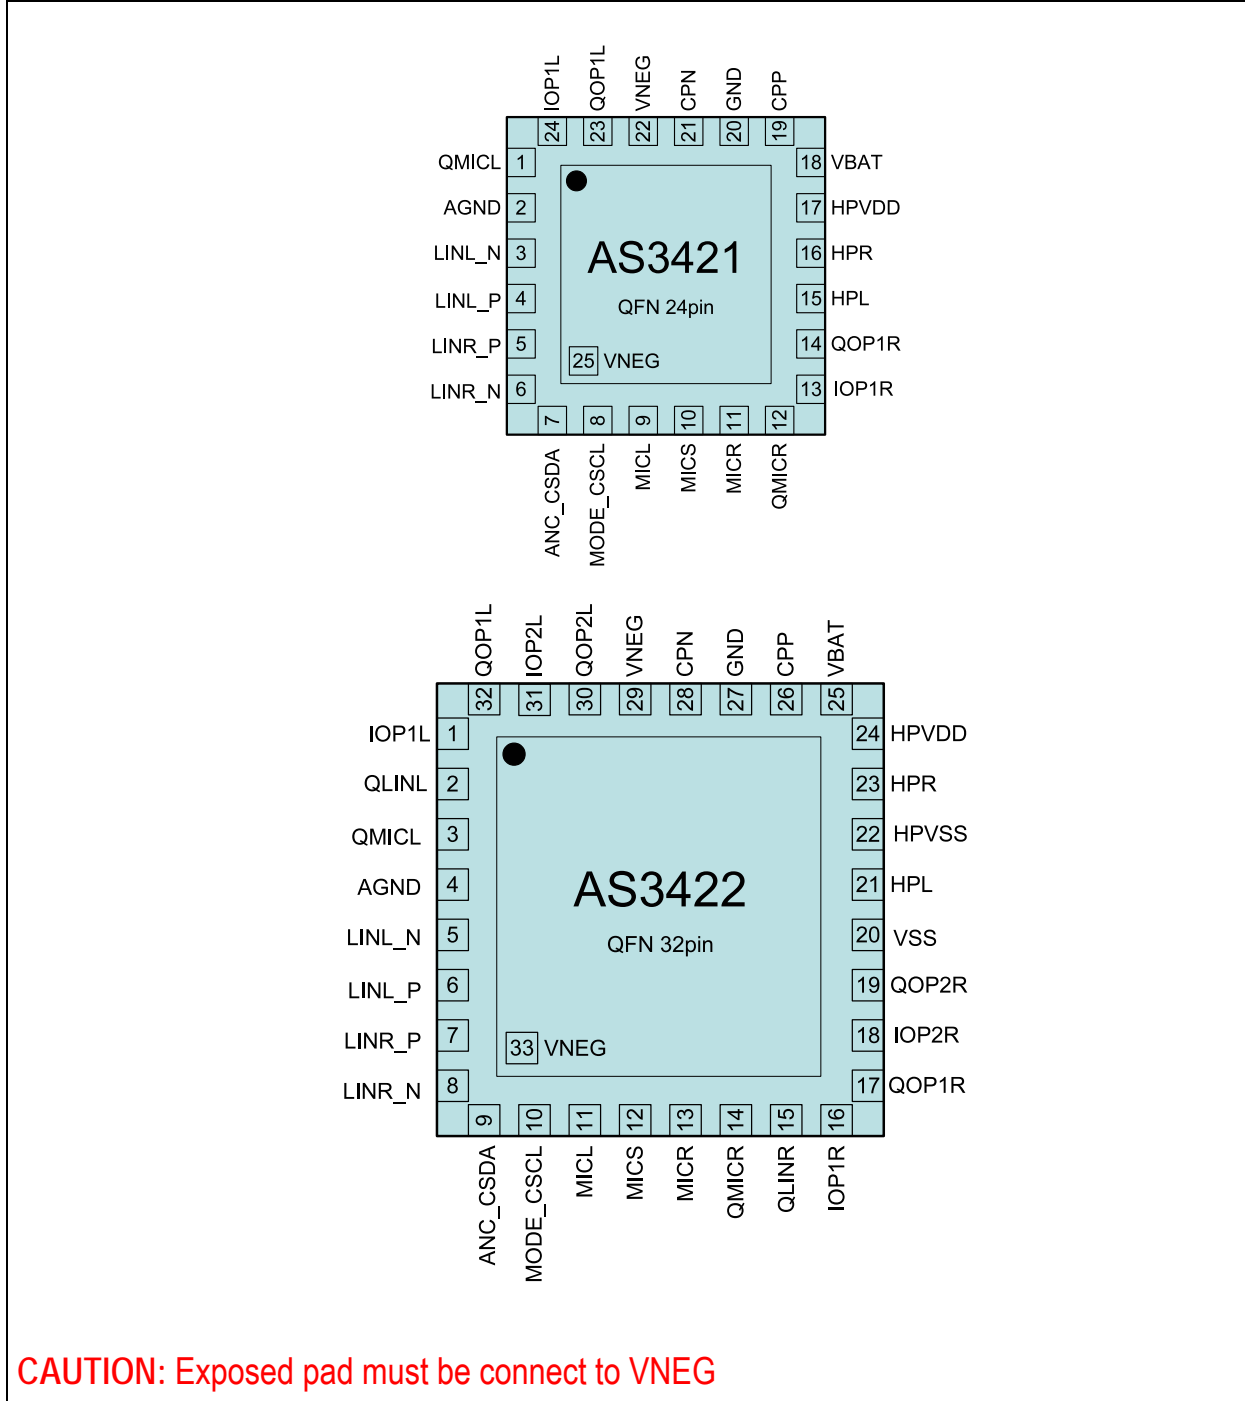 IOP1L QOP1L VNEG CPN GND CPP
24 23 22 21 20 19
QMICL 1 18 VBAT
AGND 2 17 HPVDD
LINL_N 3 16 HPR
AS3421
LINL_P 4 15 HPL
QFN 24pin
LINR_P 5 14 QOP1R
25 VNEG
LINR_N 6 13 IOP1R
7 8 9 10 11 12
ANC_CSDA MODE_CSCL MICL MICS MICR QMICR
QOP1L IOP2L QOP2L VNEG CPN GND CPP VBAT
32 31 30 29 28 27 26 25
IOP1L 1 24 HPVDD
QLINL 2 23 HPR
QMICL 3 22 HPVSS
AGND 4 21 HPL
AS3422
LINL_N 5 20 VSS
QFN 32pin
LINL_P 6 19 QOP2R
LINR_P 7 18 IOP2R
33 VNEG
LINR_N 8 17 QOP1R
9 10 11 12 13 14 15 16
ANC_CSDA MODE_CSCL MICL MICS MICR QMICR QLINR IOP1R
CAUTION: Exposed pad must be connect to VNEG